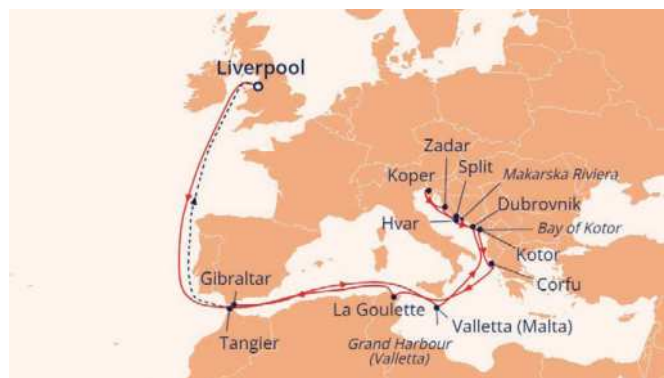 Liverpool
Zadar
Split
Makarska Riviera
Koper
Dubrovnik
Hvar
Bay of Kotor
Kotor
Gibraltar
Corfu
La Goulette
Valletta (Malta)
Tangier
Grand Harbour
(Valletta)